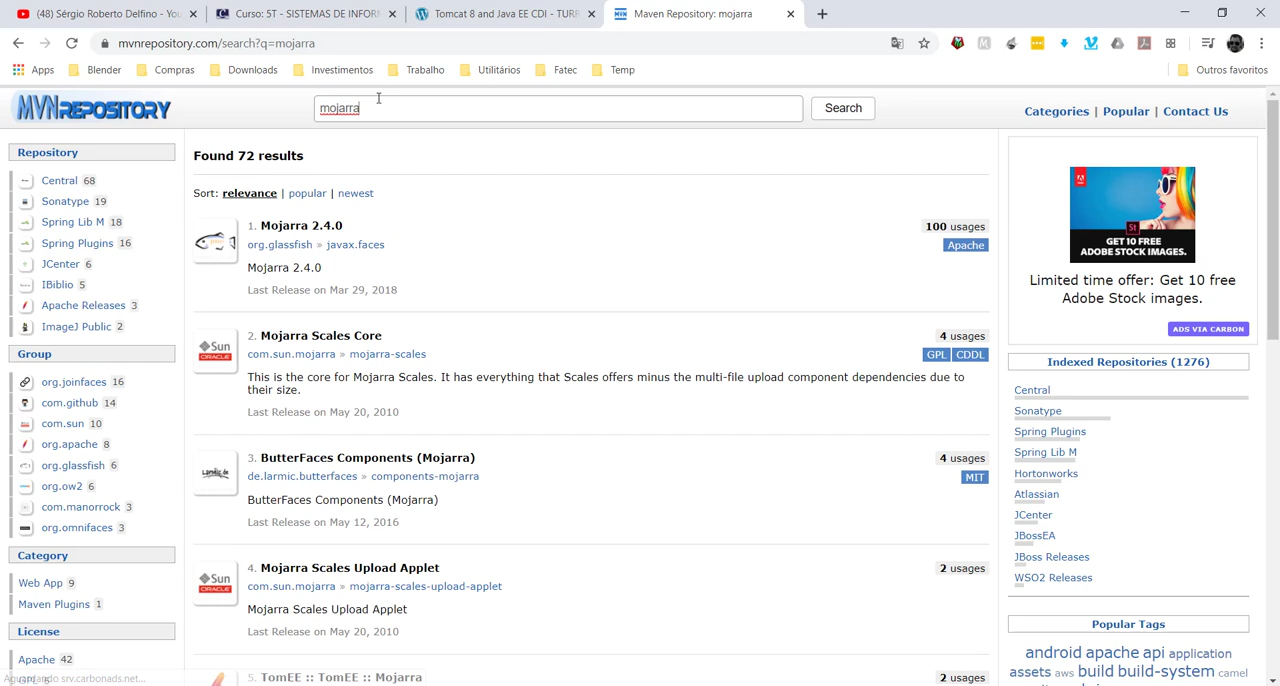 (48) Sérgio Roberto Delfino - You
Curso: 5T - SISTEMAS DE INFOR
Tomcat 8 and Java EE CDI - TURR
Maven Repository: mojarra
mvnrepository.com/search?q=mojarra
Apps Blender Compras Downloads Investimentos Trabalho Utilitários Fatec Temp Outros favoritos
MVNREPOSITORY
mojarra
Search
Categories | Popular | Contact Us
Repository
Central 68
Sonatype 19
Spring Lib M 18
Spring Plugins 16
JCenter 6
IBiblio 5
Apache Releases 3
ImageJ Public 2
Group
org.joinfaces 16
com.github 14
com.sun 10
org.apache 8
org.glassfish 6
org.ow2 6
com.manorrock 3
org.omnifaces 3
Category
Web App 9
Maven Plugins 1
License
Apache 42
Aguardando srv.carbonads.net...
Found 72 results
Sort: relevance | popular | newest
1. Mojarra 2.4.0
100 usages
org.glassfish » javax.faces
Apache
Mojarra 2.4.0
Last Release on Mar 29, 2018
Sun
ORACLE
2. Mojarra Scales Core
4 usages
com.sun.mojarra » mojarra-scales
GPL CDDL
This is the core for Mojarra Scales. It has everything that Scales offers minus the multi-file upload component dependencies due to
their size.
Last Release on May 20, 2010
3. ButterFaces Components (Mojarra)
4 usages
de.larmic.butterfaces » components-mojarra
MIT
ButterFaces Components (Mojarra)
Last Release on May 12, 2016
Sun
ORACLE
4. Mojarra Scales Upload Applet
2 usages
com.sun.mojarra » mojarra-scales-upload-applet
Mojarra Scales Upload Applet
Last Release on May 20, 2010
5. TomEE :: TomEE :: Mojarra
2 usages
St
GET 10 FREE
ADOBE STOCK IMAGES.
Limited time offer: Get 10 free
Adobe Stock images.
ADS VIA CARBON
Indexed Repositories (1276)
Central
Sonatype
Spring Plugins
Spring Lib M
Hortonworks
Atlassian
JCenter
JBossEA
JBoss Releases
WSO2 Releases
Popular Tags
android apache api application
assets aws build build-system camel